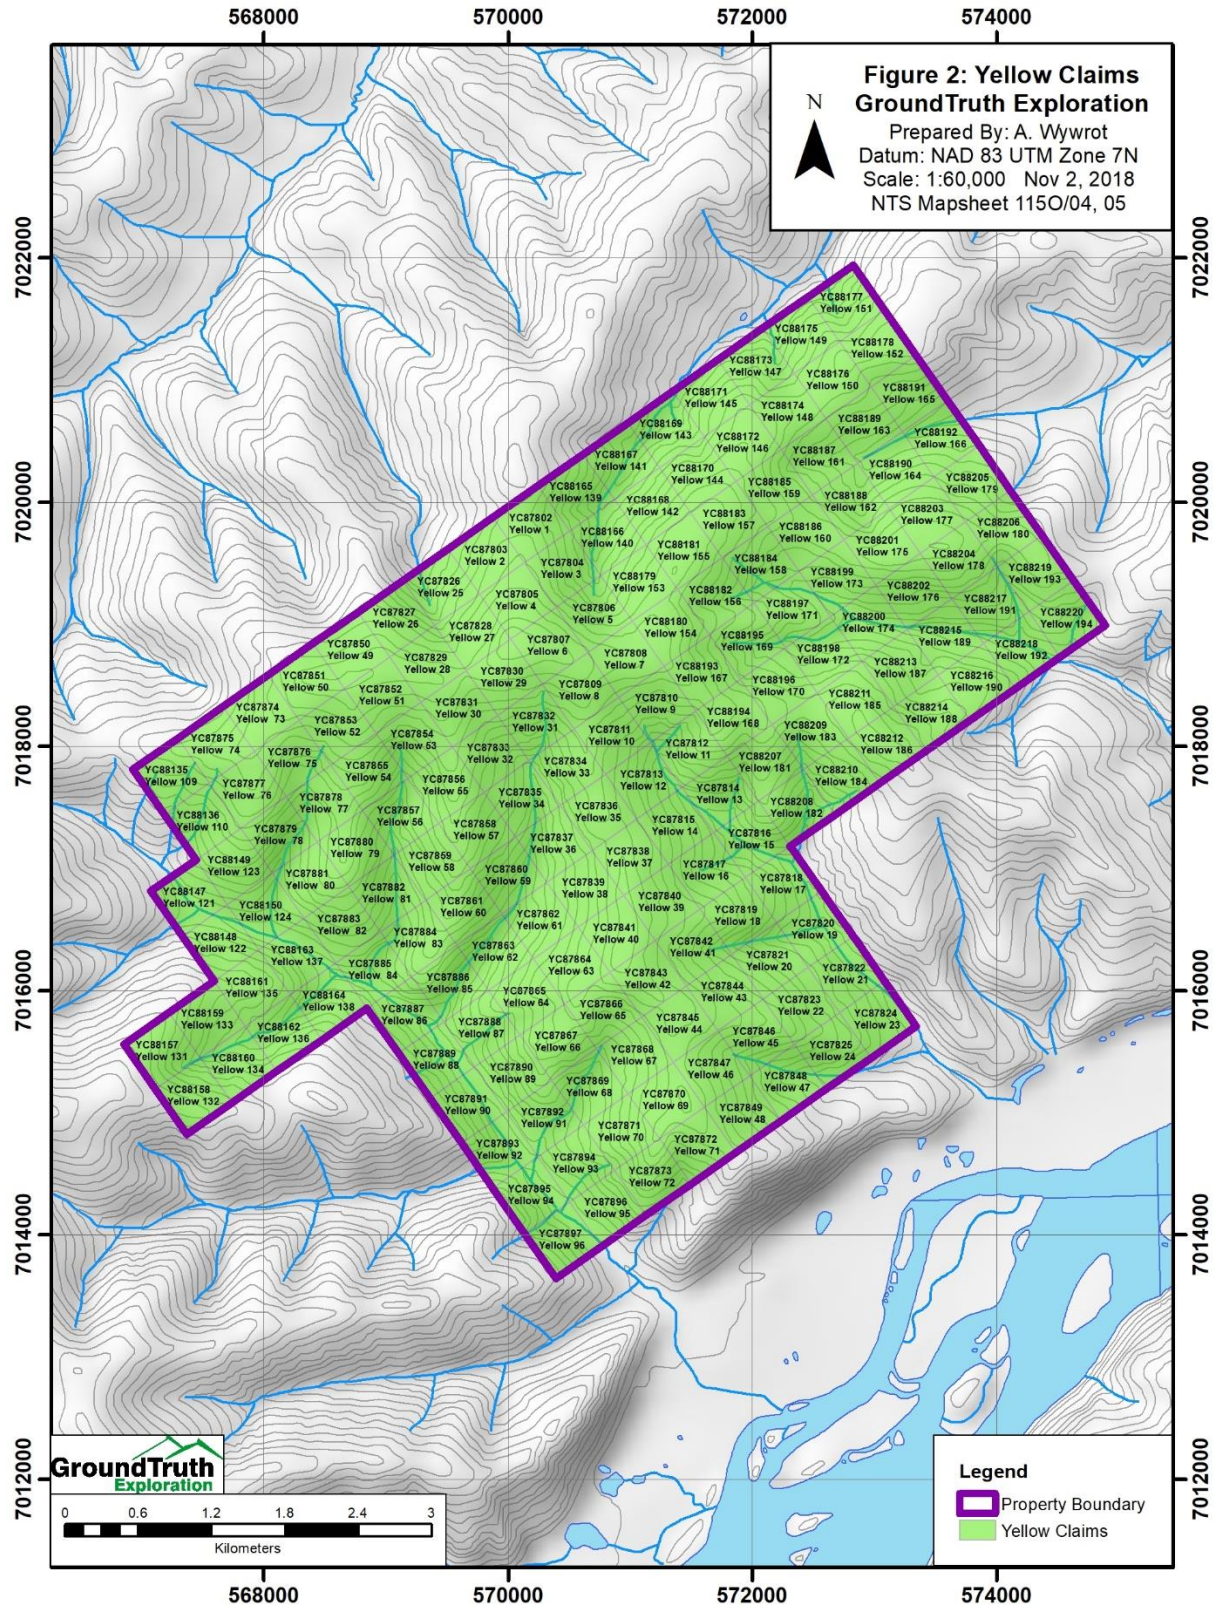 568000
570000
572000
574000
Figure 2: Yellow Claims
GroundTruth Exploration
Prepared By: A. Wywrot
Datum: NAD 83 UTM Zone 7N
Scale: 1:60,000 Nov 2, 2018
NTS Mapsheet 115O/04, 05
N
7022000
7022000
YC88177
Yellow 151
YC88175
Yellow 149
YC88178
Yellow 152
YC88173
Yellow 147
YC88176
Yellow 150
YC88191
Yellow 165
YC88171
Yellow 145
YC88174
Yellow 148
YC88189
Yellow 163
YC88169
Yellow 143
YC88192
Yellow 166
YC88172
Yellow 146
YC88187
Yellow 161
YC88167
Yellow 141
YC88190
Yellow 164
YC88170
Yellow 144
YC88205
Yellow 179
YC88185
Yellow 159
YC88165
Yellow 139
7020000
7020000
YC88188
Yellow 162
YC88168
Yellow 142
YC88203
Yellow 177
YC88183
Yellow 157
YC87802
Yellow 1
YC88206
Yellow 180
YC88186
Yellow 160
YC88166
Yellow 140
YC88201
Yellow 175
YC88181
Yellow 155
YC87803
Yellow 2
YC88204
Yellow 178
YC88184
Yellow 158
YC87804
Yellow 3
YC88219
Yellow 193
YC88199
Yellow 173
YC88179
Yellow 153
YC87826
Yellow 25
YC88202
Yellow 176
YC88182
Yellow 156
YC87805
Yellow 4
YC88217
Yellow 191
YC88197
Yellow 171
YC87806
Yellow 5
YC87827
Yellow 26
YC88220
Yellow 194
YC88200
Yellow 174
YC88180
Yellow 154
YC87828
Yellow 27
YC88215
Yellow 189
YC88195
Yellow 169
YC87807
Yellow 6
YC87850
Yellow 49
YC88218
Yellow 192
YC88198
Yellow 172
YC87808
Yellow 7
YC87829
Yellow 28
YC88213
Yellow 187
YC88193
Yellow 167
YC87830
Yellow 29
YC87851
Yellow 50
YC88216
Yellow 190
YC88196
Yellow 170
YC87809
Yellow 8
YC87852
Yellow 51
YC88211
Yellow 185
YC87810
Yellow 9
YC87831
Yellow 30
YC87874
Yellow 73
YC88214
Yellow 188
YC88194
Yellow 168
YC87832
Yellow 31
YC87853
Yellow 52
YC88209
Yellow 183
YC87811
Yellow 10
YC87854
Yellow 53
YC87875
Yellow 74
YC88212
Yellow 186
7018000
7018000
YC87812
Yellow 11
YC87833
Yellow 32
YC87876
Yellow 75
YC88207
Yellow 181
YC87834
Yellow 33
YC87855
Yellow 54
YC88135
Yellow 109
YC88210
Yellow 184
YC87813
Yellow 12
YC87856
Yellow 55
YC87877
Yellow 76
YC87814
Yellow 13
YC87835
Yellow 34
YC87878
Yellow 77
YC88208
Yellow 182
YC87836
Yellow 35
YC87857
Yellow 56
YC88136
Yellow 110
YC87815
Yellow 14
YC87858
Yellow 57
YC87879
Yellow 78
YC87816
Yellow 15
YC87837
Yellow 36
YC87880
Yellow 79
YC87838
Yellow 37
YC87859
Yellow 58
YC88149
Yellow 123
YC87817
Yellow 16
YC87860
Yellow 59
YC87881
Yellow 80
YC87818
Yellow 17
YC87839
Yellow 38
YC87882
Yellow 81
YC88147
Yellow 121
YC87840
Yellow 39
YC87861
Yellow 60
YC88150
Yellow 124
YC87819
Yellow 18
YC87862
Yellow 61
YC87883
Yellow 82
YC87820
Yellow 19
YC87841
Yellow 40
YC87884
Yellow 83
YC88148
Yellow 122
YC87842
Yellow 41
YC87863
Yellow 62
YC88163
Yellow 137
YC87821
Yellow 20
YC87864
Yellow 63
YC87885
Yellow 84
YC87822
Yellow 21
YC87843
Yellow 42
YC87886
Yellow 85
YC88161
Yellow 135
7016000
7016000
YC87844
Yellow 43
YC87865
Yellow 64
YC88164
Yellow 138
YC87823
Yellow 22
YC87866
Yellow 65
YC87887
Yellow 86
YC88159
Yellow 133
YC87824
Yellow 23
YC87845
Yellow 44
YC87888
Yellow 87
YC88162
Yellow 136
YC87846
Yellow 45
YC87867
Yellow 66
YC88157
Yellow 131
YC87825
Yellow 24
YC87868
Yellow 67
YC87889
Yellow 88
YC88160
Yellow 134
YC87847
Yellow 46
YC87890
Yellow 89
YC87848
Yellow 47
YC87869
Yellow 68
YC88158
Yellow 132
YC87870
Yellow 69
YC87891
Yellow 90
YC87849
Yellow 48
YC87892
Yellow 91
YC87871
Yellow 70
YC87872
Yellow 71
YC87893
Yellow 92
YC87894
Yellow 93
YC87873
Yellow 72
YC87895
Yellow 94
YC87896
Yellow 95
YC87897
Yellow 96
7014000
7014000
7012000
7012000
GroundTruth
Exploration
0 0.6 1.2 1.8 2.4 3
Kilometers
Legend
Property Boundary
Yellow Claims
568000
570000
572000
574000